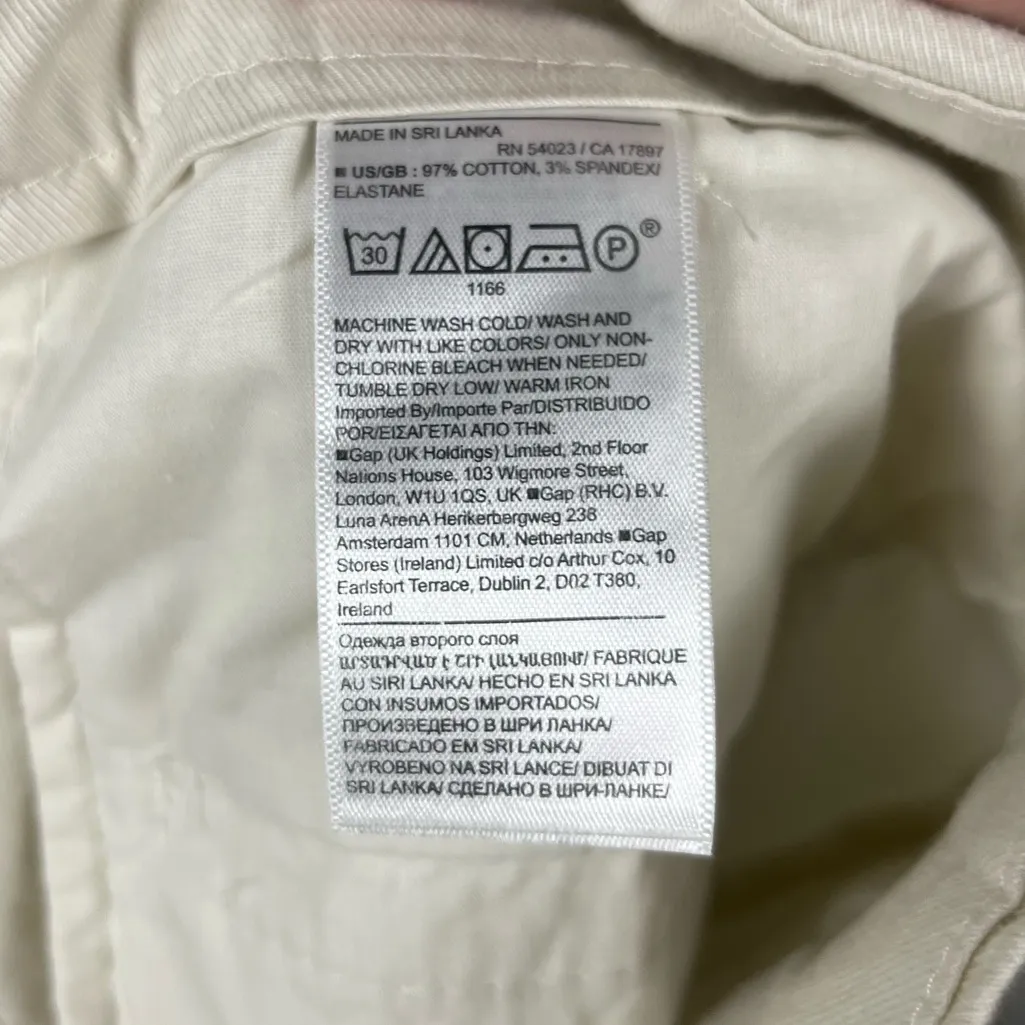 MADE IN SRI LANKA
RN 54023 / CA 17897
■ US/GB : 97% COTTON, 3% SPANDEX/
ELASTANE
30
P
®
1166
MACHINE WASH COLD/ WASH AND
DRY WITH LIKE COLORS/ ONLY NON-
CHLORINE BLEACH WHEN NEEDED/
TUMBLE DRY LOW/ WARM IRON
Imported By/Importe Par/DISTRIBUIDO
POR/ΕΙΣΑΓΕΤΑΙ ΑΠΟ ΤΗΝ:
■Gap (UK Holdings) Limited, 2nd Floor
Nations House, 103 Wigmore Street,
London, W1U 1QS, UK ■Gap (RHC) B.V.
Luna ArenA Herikerbergweg 238
Amsterdam 1101 CM, Netherlands ■Gap
Stores (Ireland) Limited c/o Arthur Cox, 10
Earlsfort Terrace, Dublin 2, D02 T380,
Ireland
Одежда второго слоя
ԱՐՏԱԴՐՎԱԾ Է ՇՐԻ ԼԱՆԿԱՅՈՒՄ/ FABRIQUE
AU SIRI LANKA/ HECHO EN SRI LANKA
CON INSUMOS IMPORTADOS/
ПРОИЗВЕДЕНО В ШРИ ЛАНКА/
FABRICADO EM SRI LANKA/
VYROBENO NA SRÍ LANCE/ DIBUAT DI
SRI LANKA/ СДЕЛАНО В ШРИ-ЛАНКЕ/